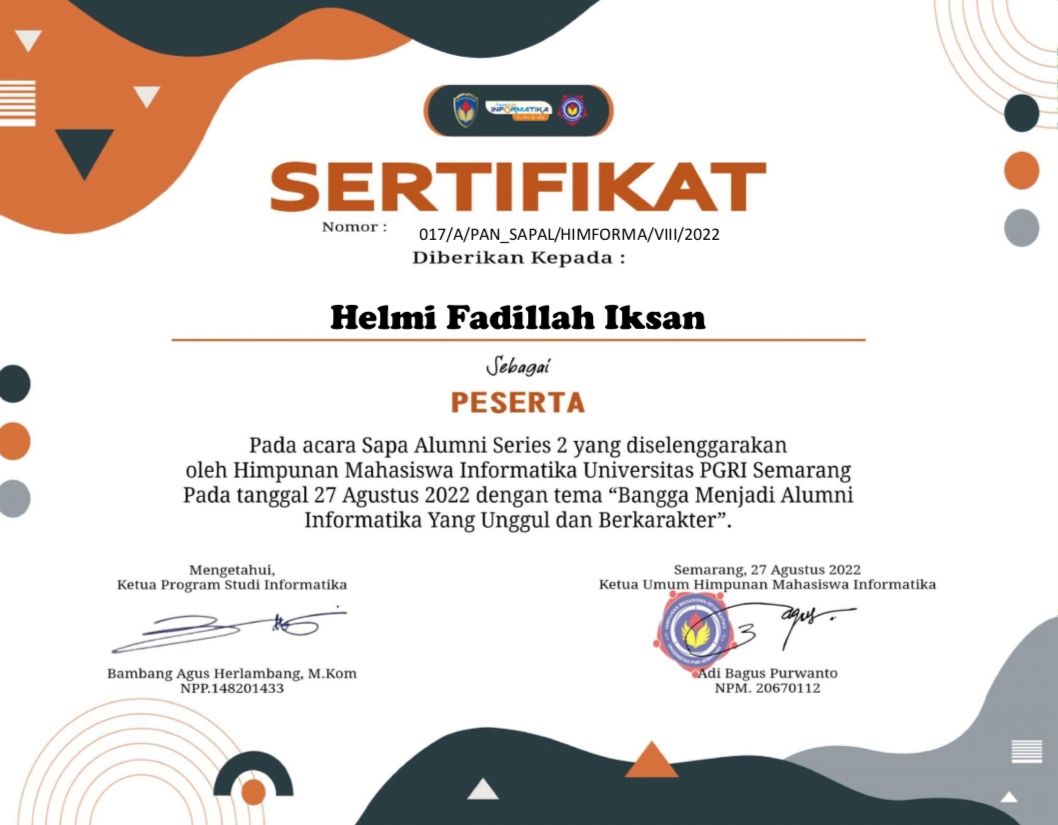 INFORMATIKA
SERTIFIKAT
Nomor :
017/A/PAN_SAPAL/HIMFORMA/VIII/2022
Diberikan Kepada :
Helmi Fadillah Iksan
Sebagai
PESERTA
Pada acara Sapa Alumni Series 2 yang diselenggarakan
oleh Himpunan Mahasiswa Informatika Universitas PGRI Semarang
Pada tanggal 27 Agustus 2022 dengan tema “Bangga Menjadi Alumni
Informatika Yang Unggul dan Berkarakter”.
Mengetahui,
Ketua Program Studi Informatika
Bambang Agus Herlambang, M.Kom
NPP.148201433
Semarang, 27 Agustus 2022
Ketua Umum Himpunan Mahasiswa Informatika
Adi Bagus Purwanto
NPM. 20670112